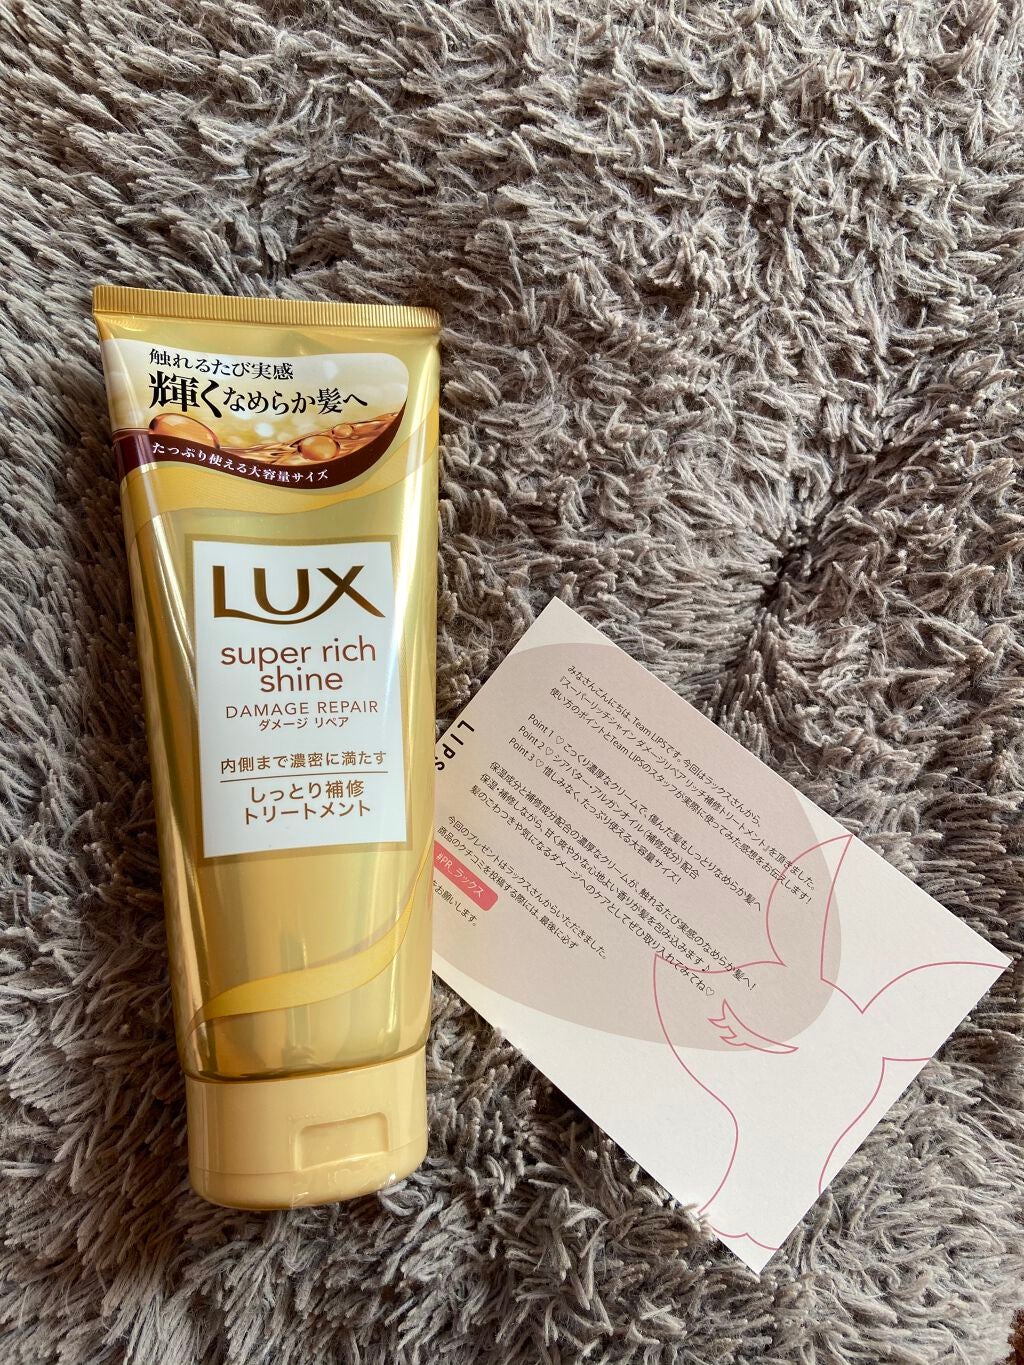 触れるたび実感
輝くなめらか髪へ
たっぷり使える大容量サイズ
LUX
super rich
shine
DAMAGE REPAIR
ダメージ リペア
内側まで濃密に満たす
しっとり補修
トリートメント
LIPS
みなさんこんにちは、Team LIPSです。今回はラックスさんから、
『スーパーリッチシャイン ダメージリペア リッチ補修トリートメント』を頂きました。
使い方のポイントとTeam LIPSのスタッフが実際に使ってみた感想をお伝えします!
Point 1 ♡ こっくり濃厚なクリームで、傷んだ髪もしっとりなめらか髪へ
Point 2 ♡ シアバター・アルガンオイル(補修成分)配合
Point 3 ♡ 惜しみなく、たっぷり使える大容量サイズ!
保湿成分と補修成分配合の濃厚なクリームが、触れるたび実感のなめらか髪へ!
保湿・補修しながら、甘く爽やかな心地よい香りが髪を包み込みます♪
髪のごわつきや気になるダメージへのケアとしてぜひ取り入れてみてね♡
今回のプレゼントはラックスさんからいただきました。
商品のクチコミを投稿する際には、最後に必ず
#PR_ラックス
をお願いします。